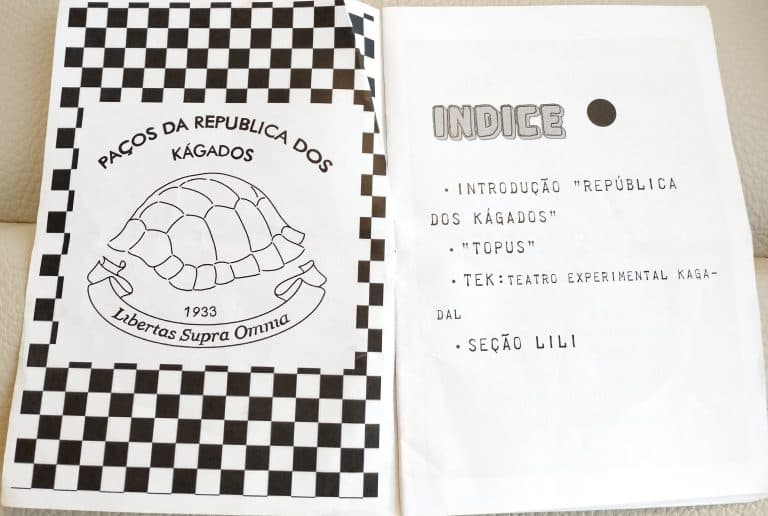 PAÇOS DA REPUBLICA DOS
KÁGADOS
1933
Libertas Supra Omnia
INDICE
• INTRODUÇÃO "REPÚBLICA
DOS KÁGADOS"
• "TOPUS"
• TEK: TEATRO EXPERIMENTAL KAGA-
DAL
• SEÇÃO LILI